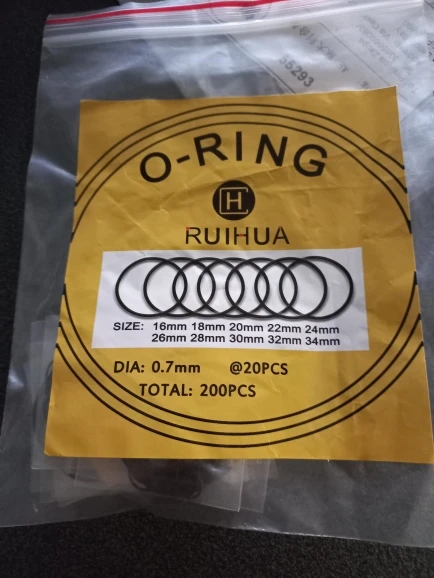 55293
O-RING
H
RUIHUA
SIZE: 16mm 18mm 20mm 22mm 24mm
26mm 28mm 30mm 32mm 34mm
DIA: 0.7mm @20PCS
TOTAL: 200PCS